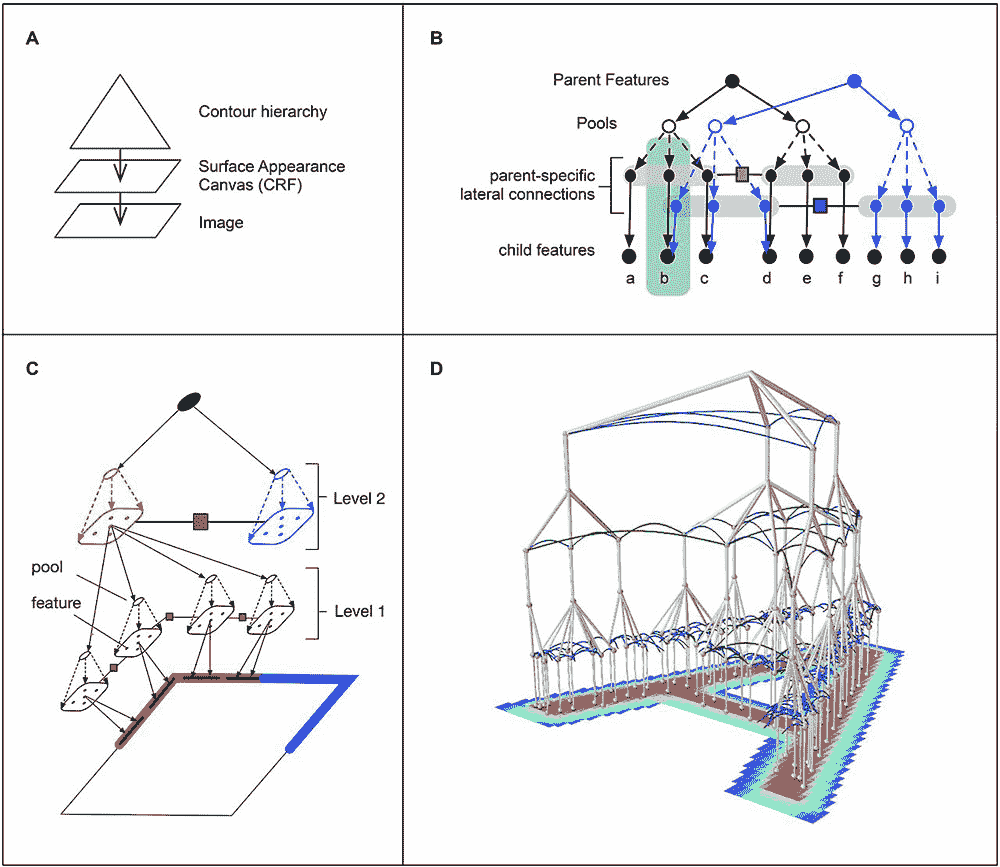 A
Contour hierarchy
Surface Appearance
Canvas (CRF)
Image
B
Parent Features
Pools
parent-specific
lateral connections
child features
a b c d e f g h i
C
Level 2
pool
feature
Level 1
D